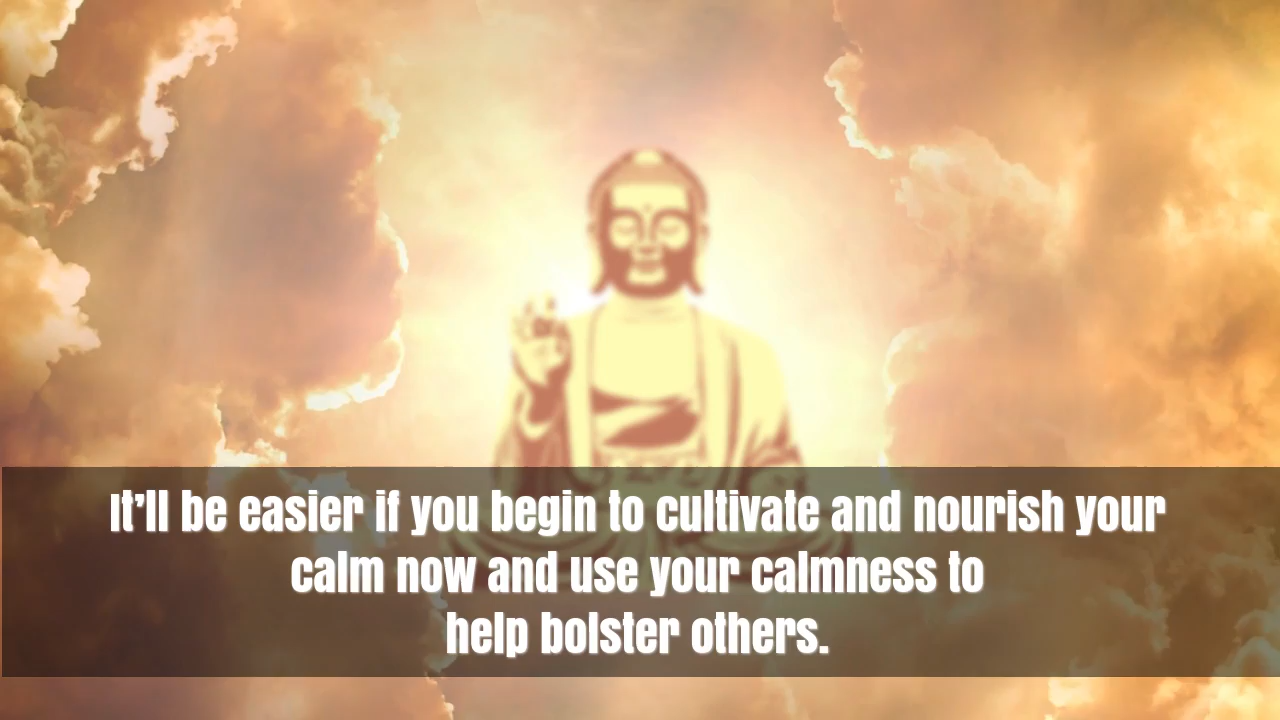 It’ll be easier if you begin to cultivate and nourish your
calm now and use your calmness to
help bolster others.